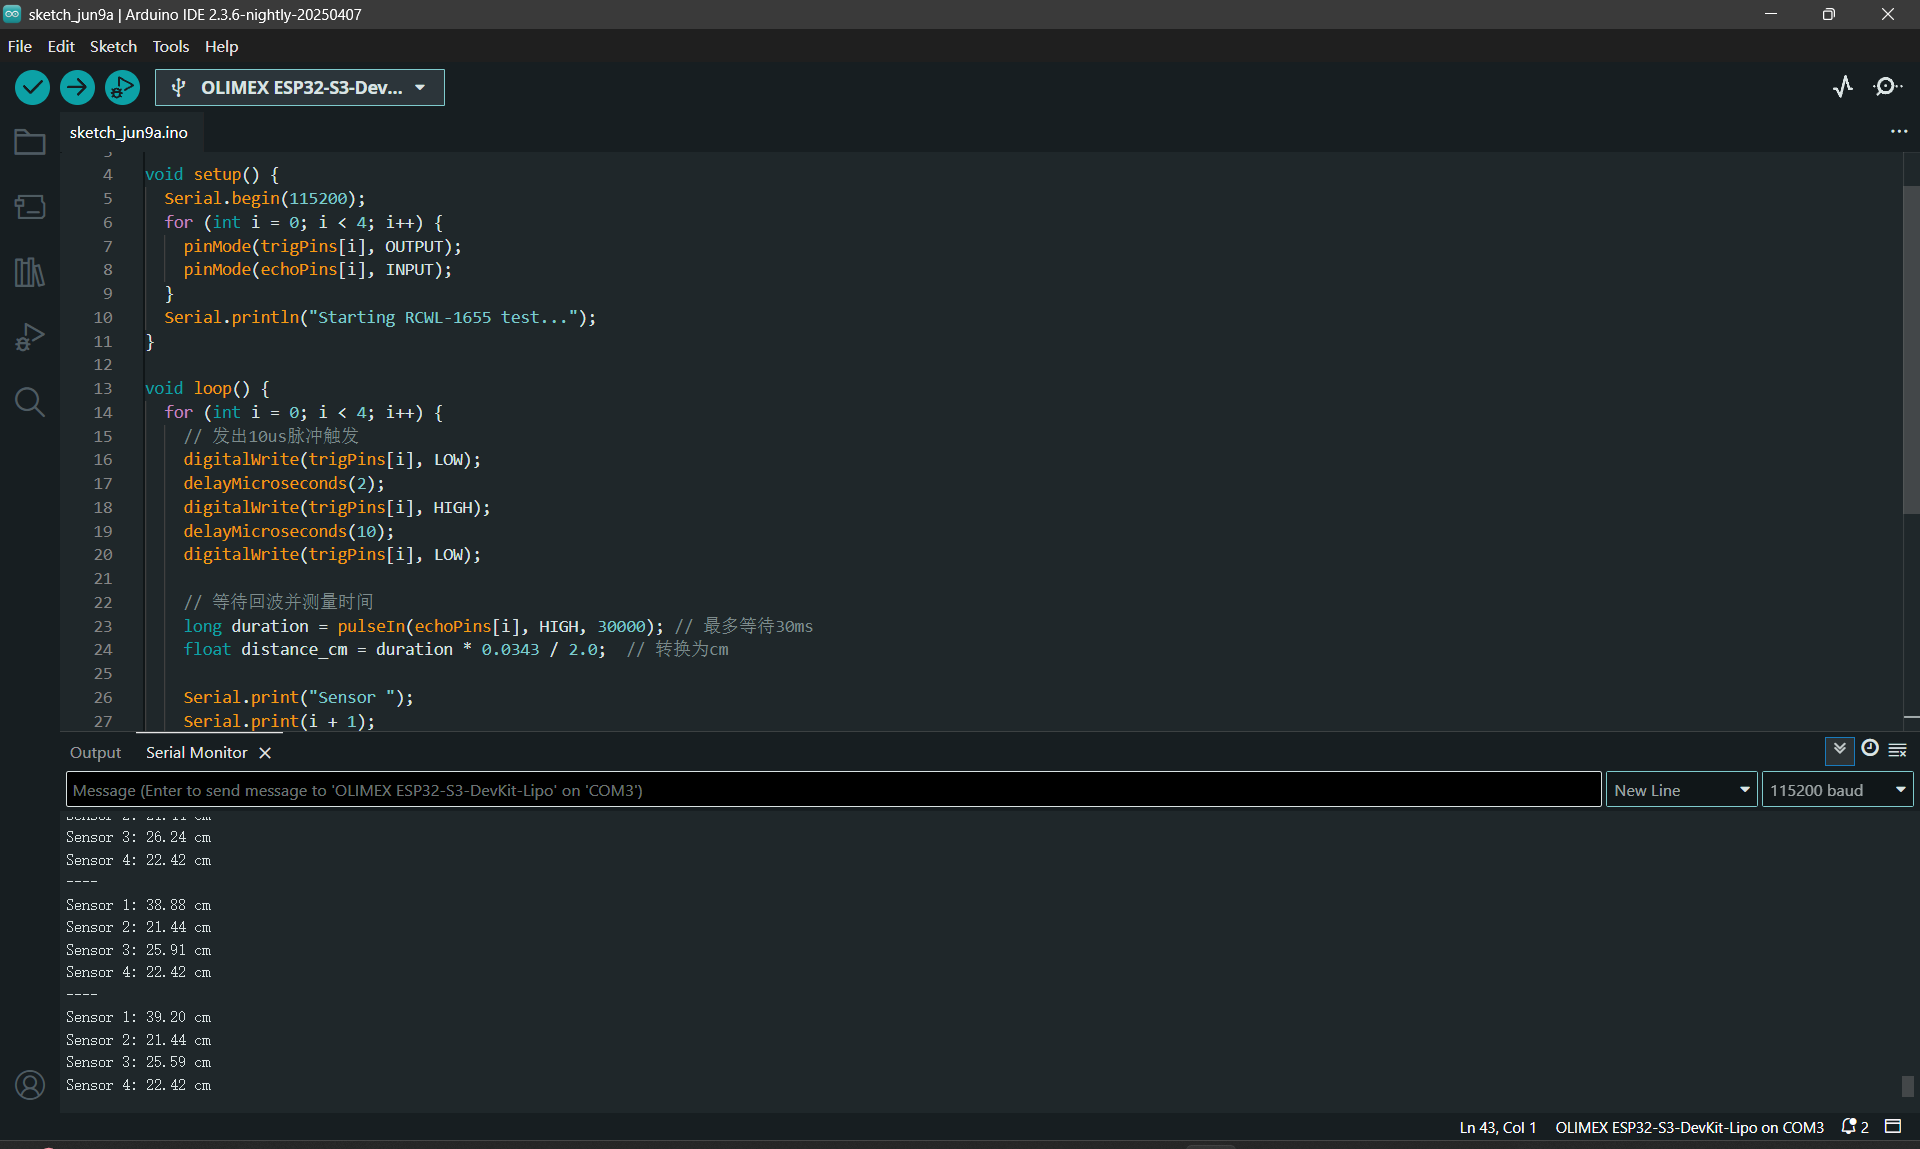 sketch_jun9a | Arduino IDE 2.3.6-nightly-20250407
File Edit Sketch Tools Help
OLIMEX ESP32-S3-Dev...
sketch_jun9a.ino
4 void setup() {
5 Serial.begin(115200);
6 for (int i = 0; i < 4; i++) {
7 pinMode(trigPins[i], OUTPUT);
8 pinMode(echoPins[i], INPUT);
9 }
10 Serial.println("Starting RCWL-1655 test...");
11 }
12
13 void loop() {
14 for (int i = 0; i < 4; i++) {
15 // 发出10us脉冲触发
16 digitalWrite(trigPins[i], LOW);
17 delayMicroseconds(2);
18 digitalWrite(trigPins[i], HIGH);
19 delayMicroseconds(10);
20 digitalWrite(trigPins[i], LOW);
21
22 // 等待回波并测量时间
23 long duration = pulseIn(echoPins[i], HIGH, 30000); // 最多等待30ms
24 float distance_cm = duration * 0.0343 / 2.0; // 转换为cm
25
26 Serial.print("Sensor ");
27 Serial.print(i + 1);
Output Serial Monitor
Message (Enter to send message to 'OLIMEX ESP32-S3-DevKit-Lipo' on 'COM3') New Line 115200 baud
Sensor 3: 26.24 cm
Sensor 4: 22.42 cm
----
Sensor 1: 38.88 cm
Sensor 2: 21.44 cm
Sensor 3: 25.91 cm
Sensor 4: 22.42 cm
----
Sensor 1: 39.20 cm
Sensor 2: 21.44 cm
Sensor 3: 25.59 cm
Sensor 4: 22.42 cm
Ln 43, Col 1 OLIMEX ESP32-S3-DevKit-Lipo on COM3 2